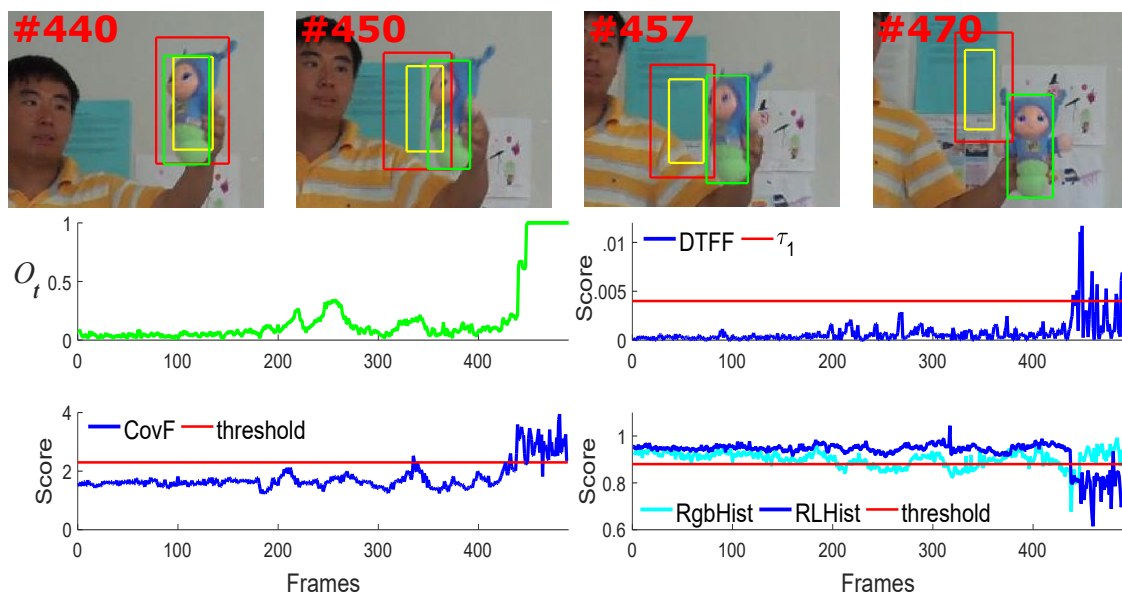 #440 #450 #457 #470
O_t
1
0.5
0
0 100 200 300 400
Score
.01
.005
0
DTFF τ_1
0 100 200 300 400
Score
4
2
0
CovF threshold
0 100 200 300 400
Frames
Score
1
0.8
0.6
RgbHist RLHist threshold
0 100 200 300 400
Frames